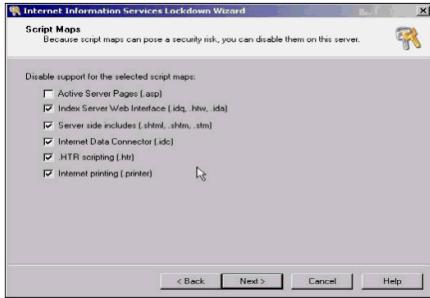 Internet Information Services Lockdown Wizard
Script Maps
Because script maps can pose a security risk, you can disable them on this server.
Disable support for the selected script maps:
Active Server Pages (.asp)
Index Server Web Interface (.idq, .htw, .ida)
Server side includes (.shtml, .shtm, .stm)
Internet Data Connector (.idc)
.HTR scripting (.htr)
Internet printing (.printer)
< Back Next > Cancel Help